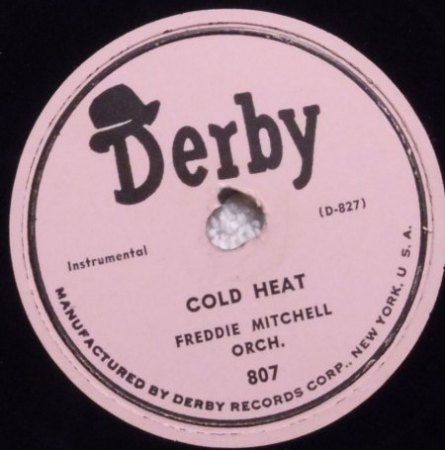 Derby
(D-827)
Instrumental
COLD HEAT
FREDDIE MITCHELL
ORCH.
807
MANUFACTURED BY DERBY RECORDS CORP., NEW YORK, U. S. A.